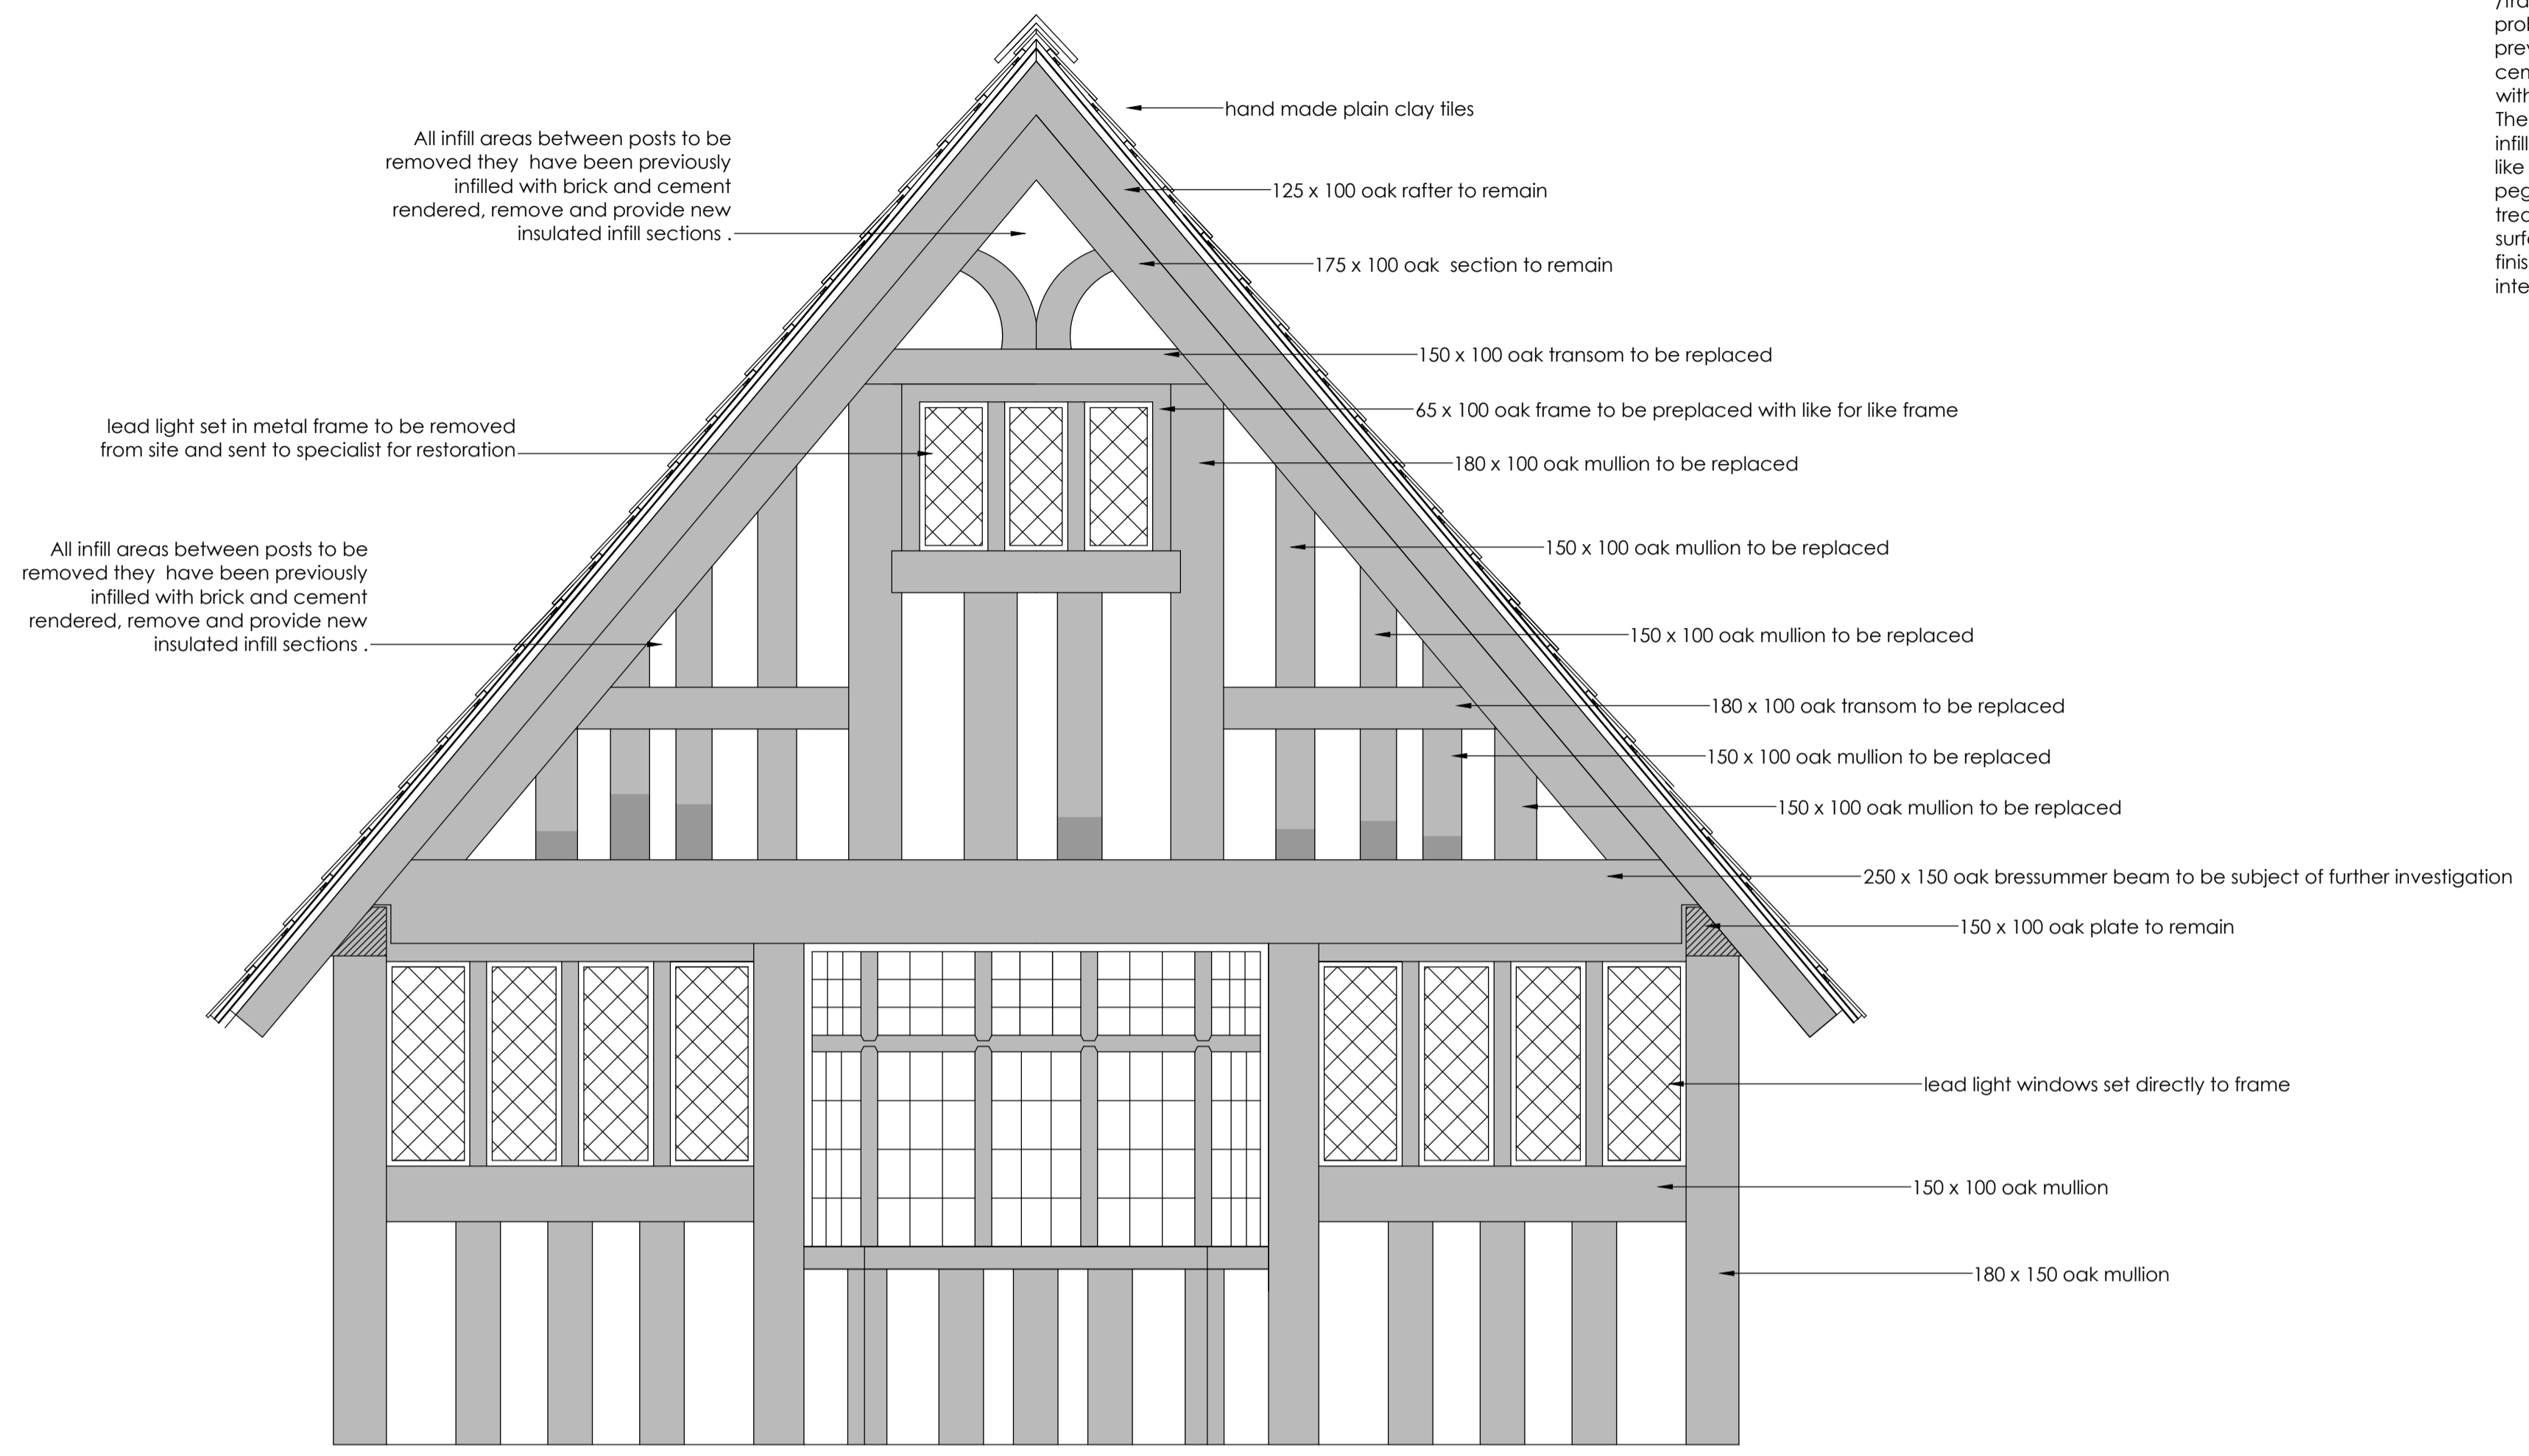 hand made plain clay tiles
All infill areas between posts to be
removed they  have been previously
infilled with brick and cement
rendered, remove and provide new
insulated infill sections .
125 x 100 oak rafter to remain
175 x 100 oak  section to remain
150 x 100 oak transom to be replaced
65 x 100 oak frame to be preplaced with like for like frame
lead light set in metal frame to be removed
from site and sent to specialist for restoration
180 x 100 oak mullion to be replaced
150 x 100 oak mullion to be replaced
All infill areas between posts to be
removed they  have been previously
infilled with brick and cement
rendered, remove and provide new
insulated infill sections .
150 x 100 oak mullion to be replaced
180 x 100 oak transom to be replaced
150 x 100 oak mullion to be replaced
150 x 100 oak mullion to be replaced
250 x 150 oak bressummer beam to be subject of further investigation
150 x 100 oak plate to remain
lead light windows set directly to frame
150 x 100 oak mullion
180 x 150 oak mullion
with
The
infill
like